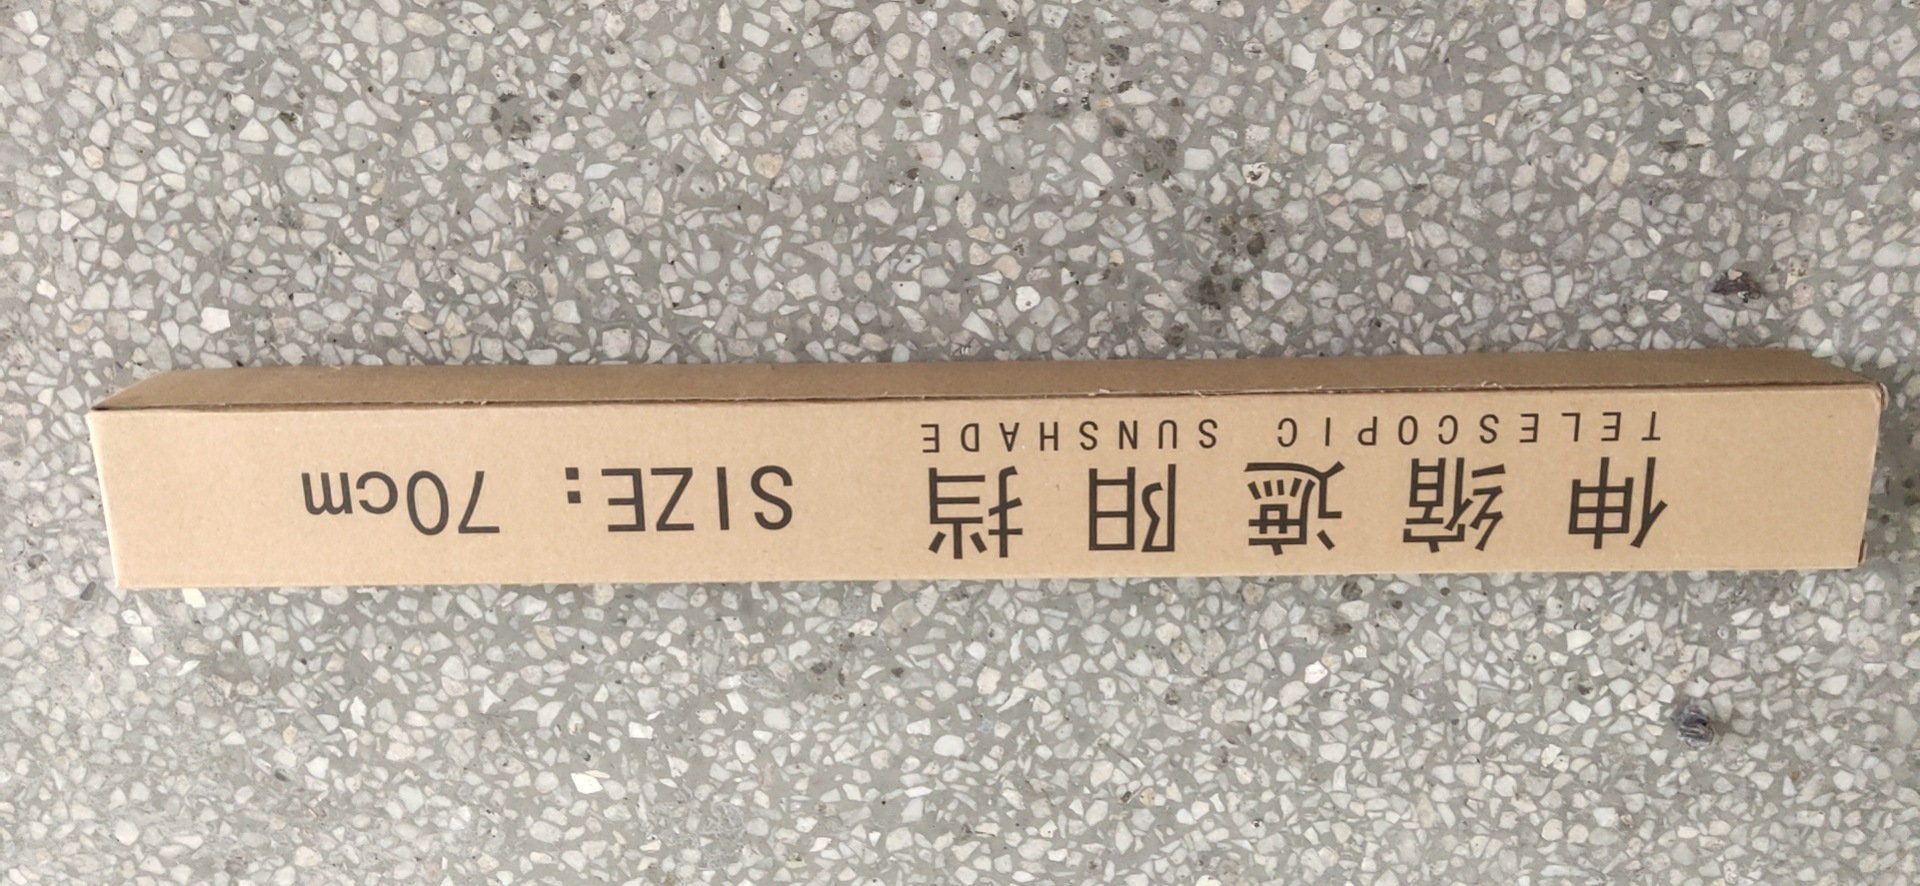 伸缩遮阳挡
TELESCOPIC SUNSHADE
SIZE: 70cm